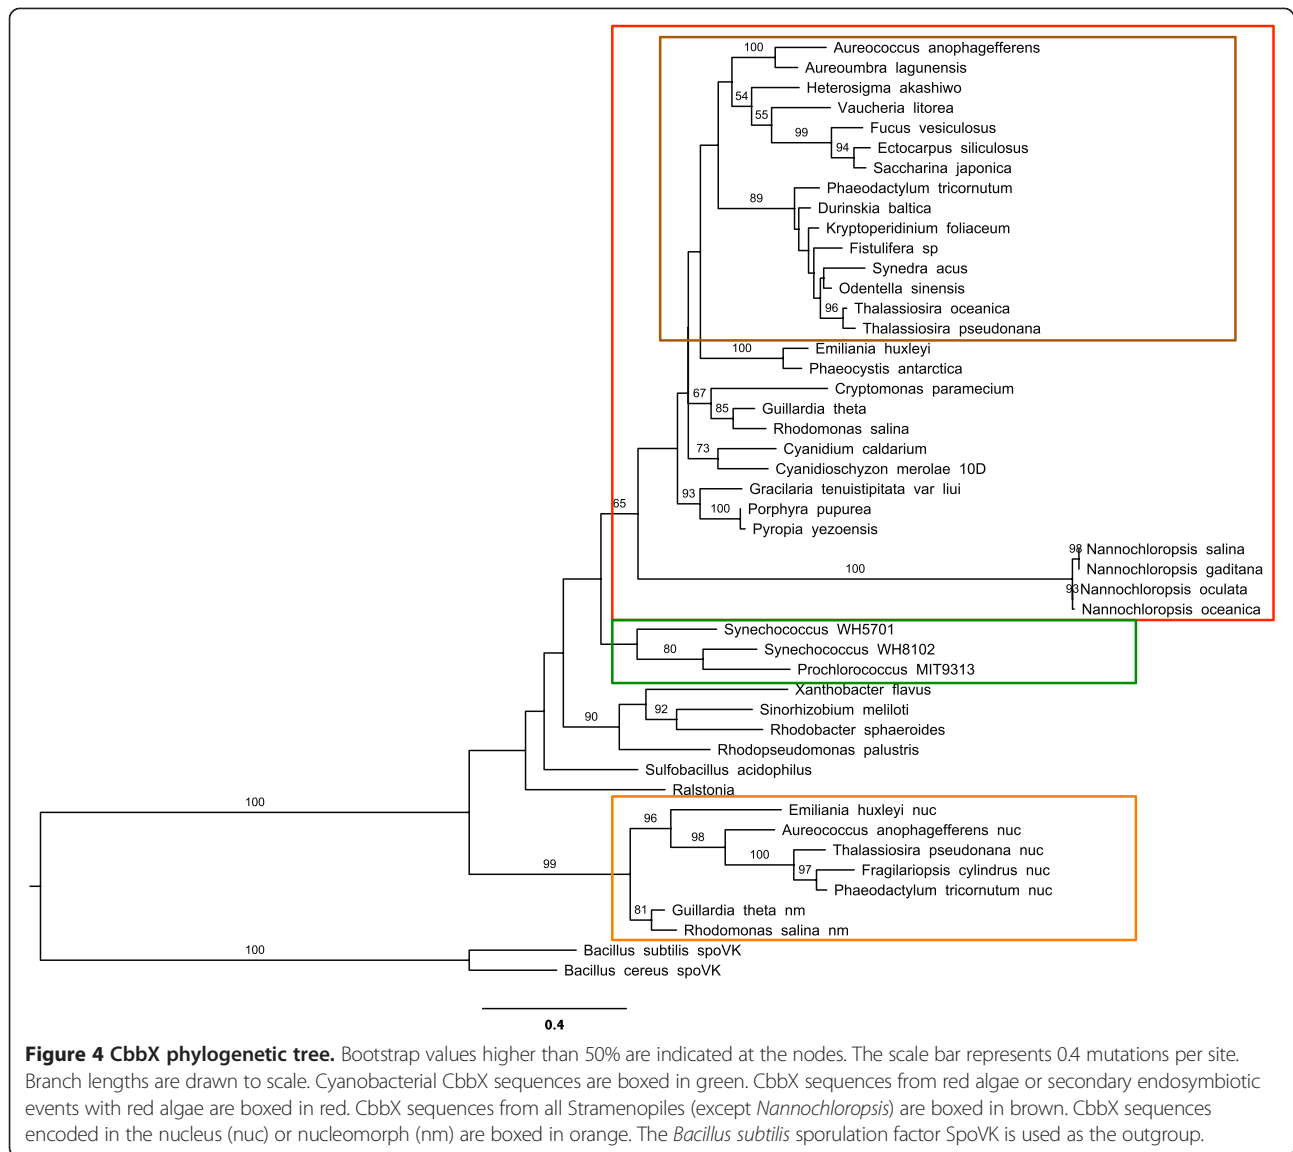 100
Aureococcus anophagefferens
Aureoumbra lagunensis
54
Heterosigma akashiwo
55
Vaucheria litorea
99
Fucus vesiculosus
94
Ectocarpus siliculosus
Saccharina japonica
89
Phaeodactylum tricornutum
Durinskia baltica
Kryptoperidinium foliaceum
Fistulifera sp
Synedra acus
Odentella sinensis
96
Thalassiosira oceanica
Thalassiosira pseudonana
100
Emiliania huxleyi
Phaeocystis antarctica
67
Cryptomonas paramecium
85
Guillardia theta
Rhodomonas salina
73
Cyanidium caldarium
Cyanidioschyzon merolae 10D
93
Gracilaria tenuistipitata var liui
100
Porphyra pupurea
Pyropia yezoensis
65
98
Nannochloropsis salina
100
Nannochloropsis gaditana
93
Nannochloropsis oculata
Nannochloropsis oceanica
Synechococcus WH5701
80
Synechococcus WH8102
Prochlorococcus MIT9313
Xanthobacter flavus
90
92
Sinorhizobium meliloti
Rhodobacter sphaeroides
Rhodopseudomonas palustris
Sulfobacillus acidophilus
Ralstonia
100
96
Emiliania huxleyi nuc
98
Aureococcus anophagefferens nuc
100
Thalassiosira pseudonana nuc
99
97
Fragilariopsis cylindrus nuc
Phaeodactylum tricornutum nuc
81
Guillardia theta nm
Rhodomonas salina nm
100
Bacillus subtilis spoVK
Bacillus cereus spoVK
0.4
Figure 4 CbbX phylogenetic tree. Bootstrap values higher than 50% are indicated at the nodes. The scale bar represents 0.4 mutations per site.
Branch lengths are drawn to scale. Cyanobacterial CbbX sequences are boxed in green. CbbX sequences from red algae or secondary endosymbiotic
events with red algae are boxed in red. CbbX sequences from all Stramenopiles (except Nannochloropsis) are boxed in brown. CbbX sequences
encoded in the nucleus (nuc) or nucleomorph (nm) are boxed in orange. The Bacillus subtilis sporulation factor SpoVK is used as the outgroup.